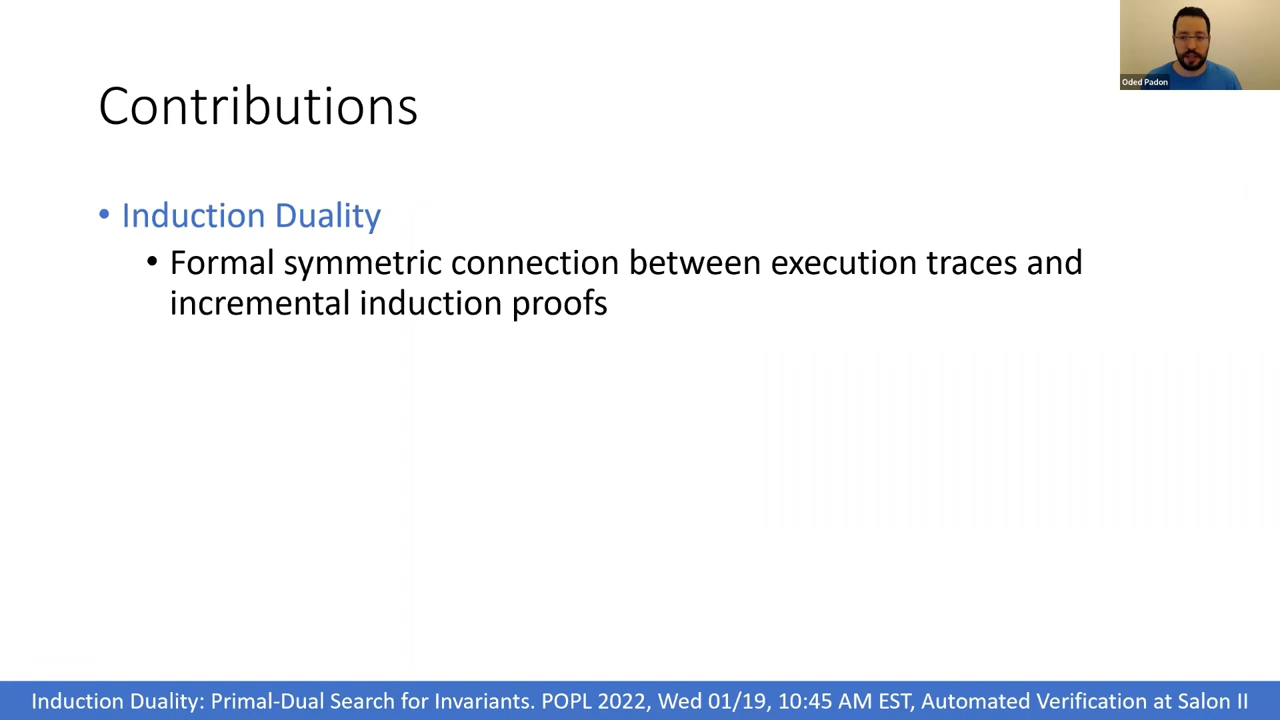 Oded Padon
Contributions
• Induction Duality
• Formal symmetric connection between execution traces and
incremental induction proofs
Induction Duality: Primal-Dual Search for Invariants. POPL 2022, Wed 01/19, 10:45 AM EST, Automated Verification at Salon II